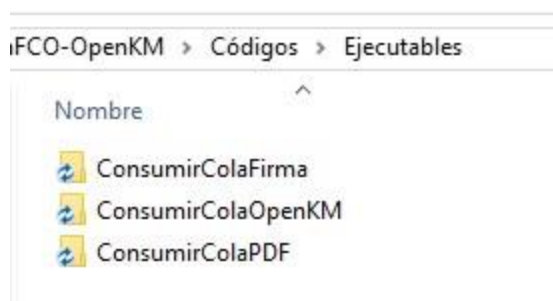 FCO-OpenKM > Códigos > Ejecutables
Nombre
ConsumirColaFirma
ConsumirColaOpenKM
ConsumirColaPDF